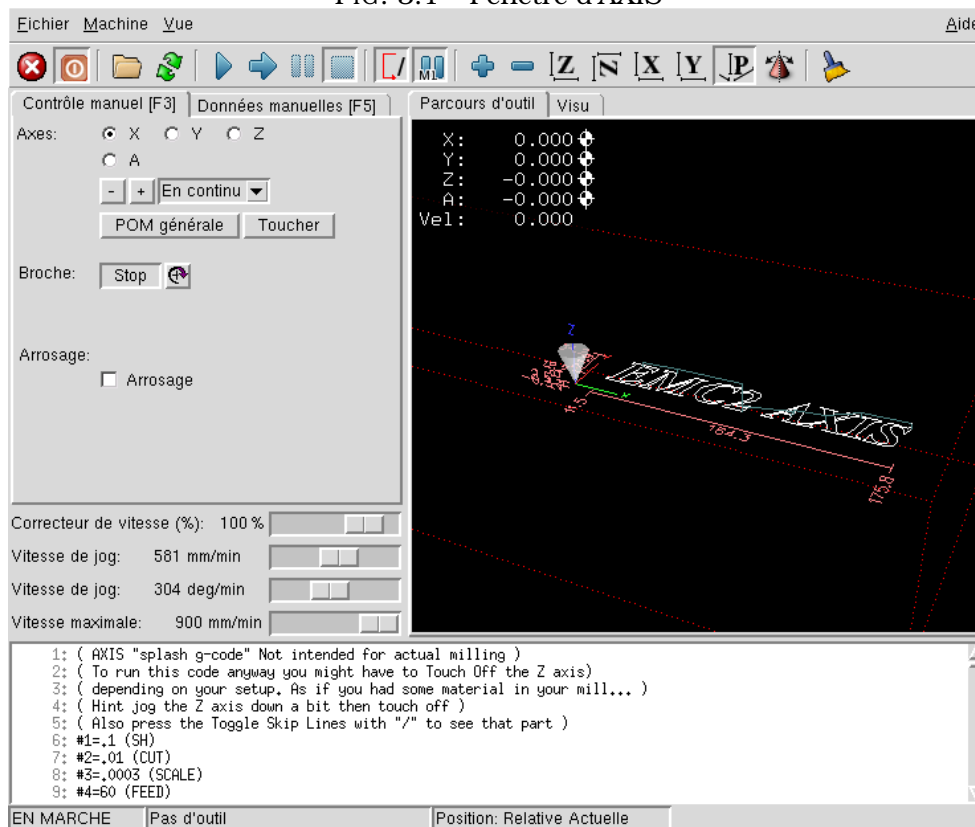 FIG. 3.1 – Fenêtre d'AXIS
Fichier Machine Vue Aide
M1 Z N X Y P
Contrôle manuel [F3] Données manuelles [F5] Parcours d'outil Visu
Axes: X Y Z
A
- + En continu
POM générale Toucher
Broche: Stop
Arrosage:
Arrosage
X: 0.000
Y: 0.000
Z: -0.000
A: -0.000
Vel: 0.000
Z
X
EMC2 AXIS
11.5
164.3
175.8
Correcteur de vitesse (%): 100 %
Vitesse de jog: 581 mm/min
Vitesse de jog: 304 deg/min
Vitesse maximale: 900 mm/min
1: ( AXIS "splash g-code" Not intended for actual milling )
2: ( To run this code anyway you might have to Touch Off the Z axis)
3: ( depending on your setup. As if you had some material in your mill... )
4: ( Hint jog the Z axis down a bit then touch off )
5: ( Also press the Toggle Skip Lines with "/" to see that part )
6: #1=.1 (SH)
7: #2=.01 (CUT)
8: #3=.0003 (SCALE)
9: #4=60 (FEED)
EN MARCHE Pas d'outil Position: Relative Actuelle